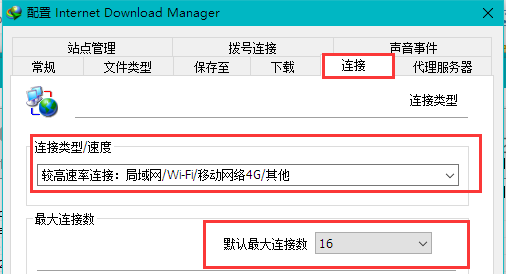 配置 Internet Download Manager
站点管理 拨号连接 声音事件
常规 文件类型 保存至 下载 连接 代理服务器
连接类型
连接类型/速度
较高速率连接：局域网/Wi-Fi/移动网络4G/其他
最大连接数
默认最大连接数 16